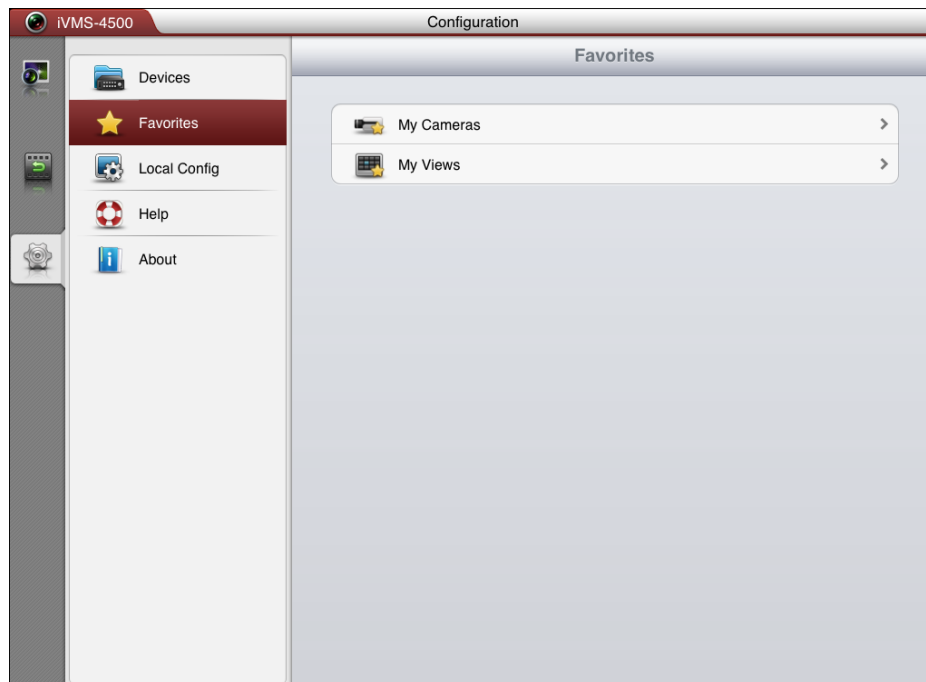 iVMS-4500
Configuration
Devices
Favorites
Local Config
Help
About
Favorites
My Cameras
My Views